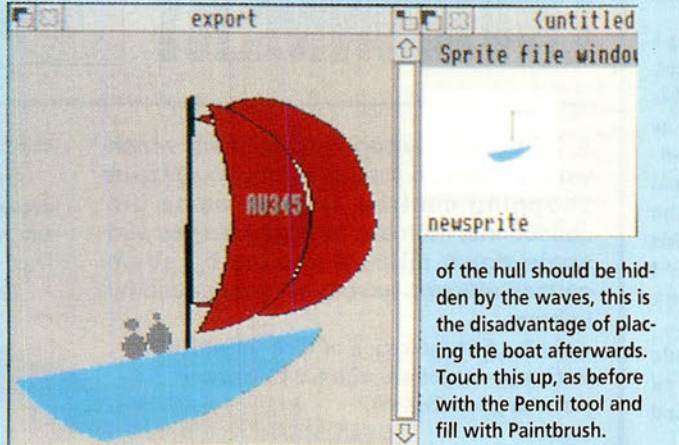 export
(untitled
Sprite file window
AU345
newsprite
of the hull should be hid-
den by the waves, this is
the disadvantage of plac-
ing the boat afterwards.
Touch this up, as before
with the Pencil tool and
fill with Paintbrush.